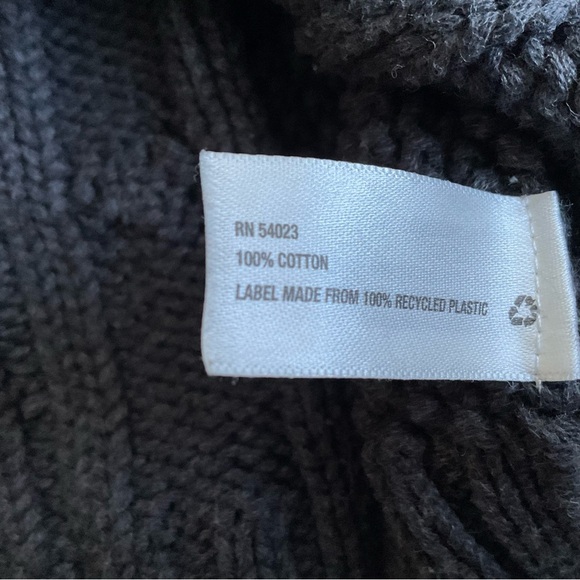 RN 54023
100% COTTON
LABEL MADE FROM 100% RECYCLED PLASTIC